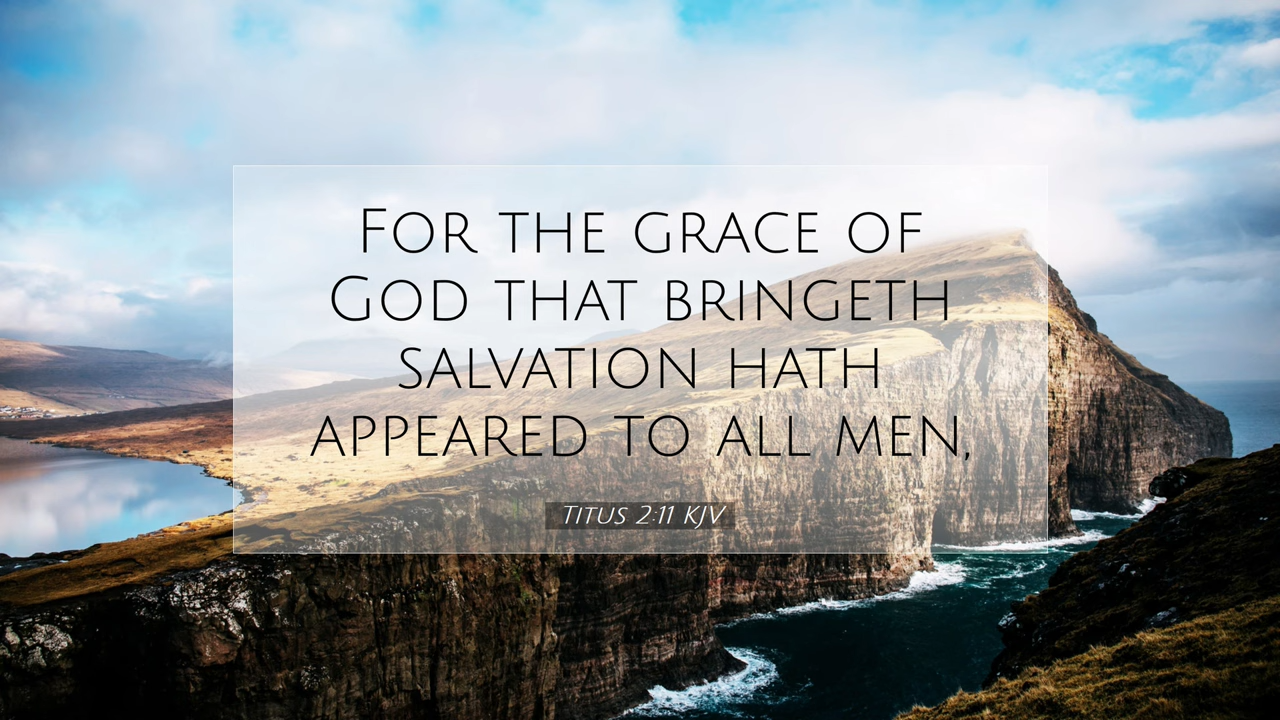 For the grace of
God that bringeth
salvation hath
appeared to all men,
Titus 2:11 KJV